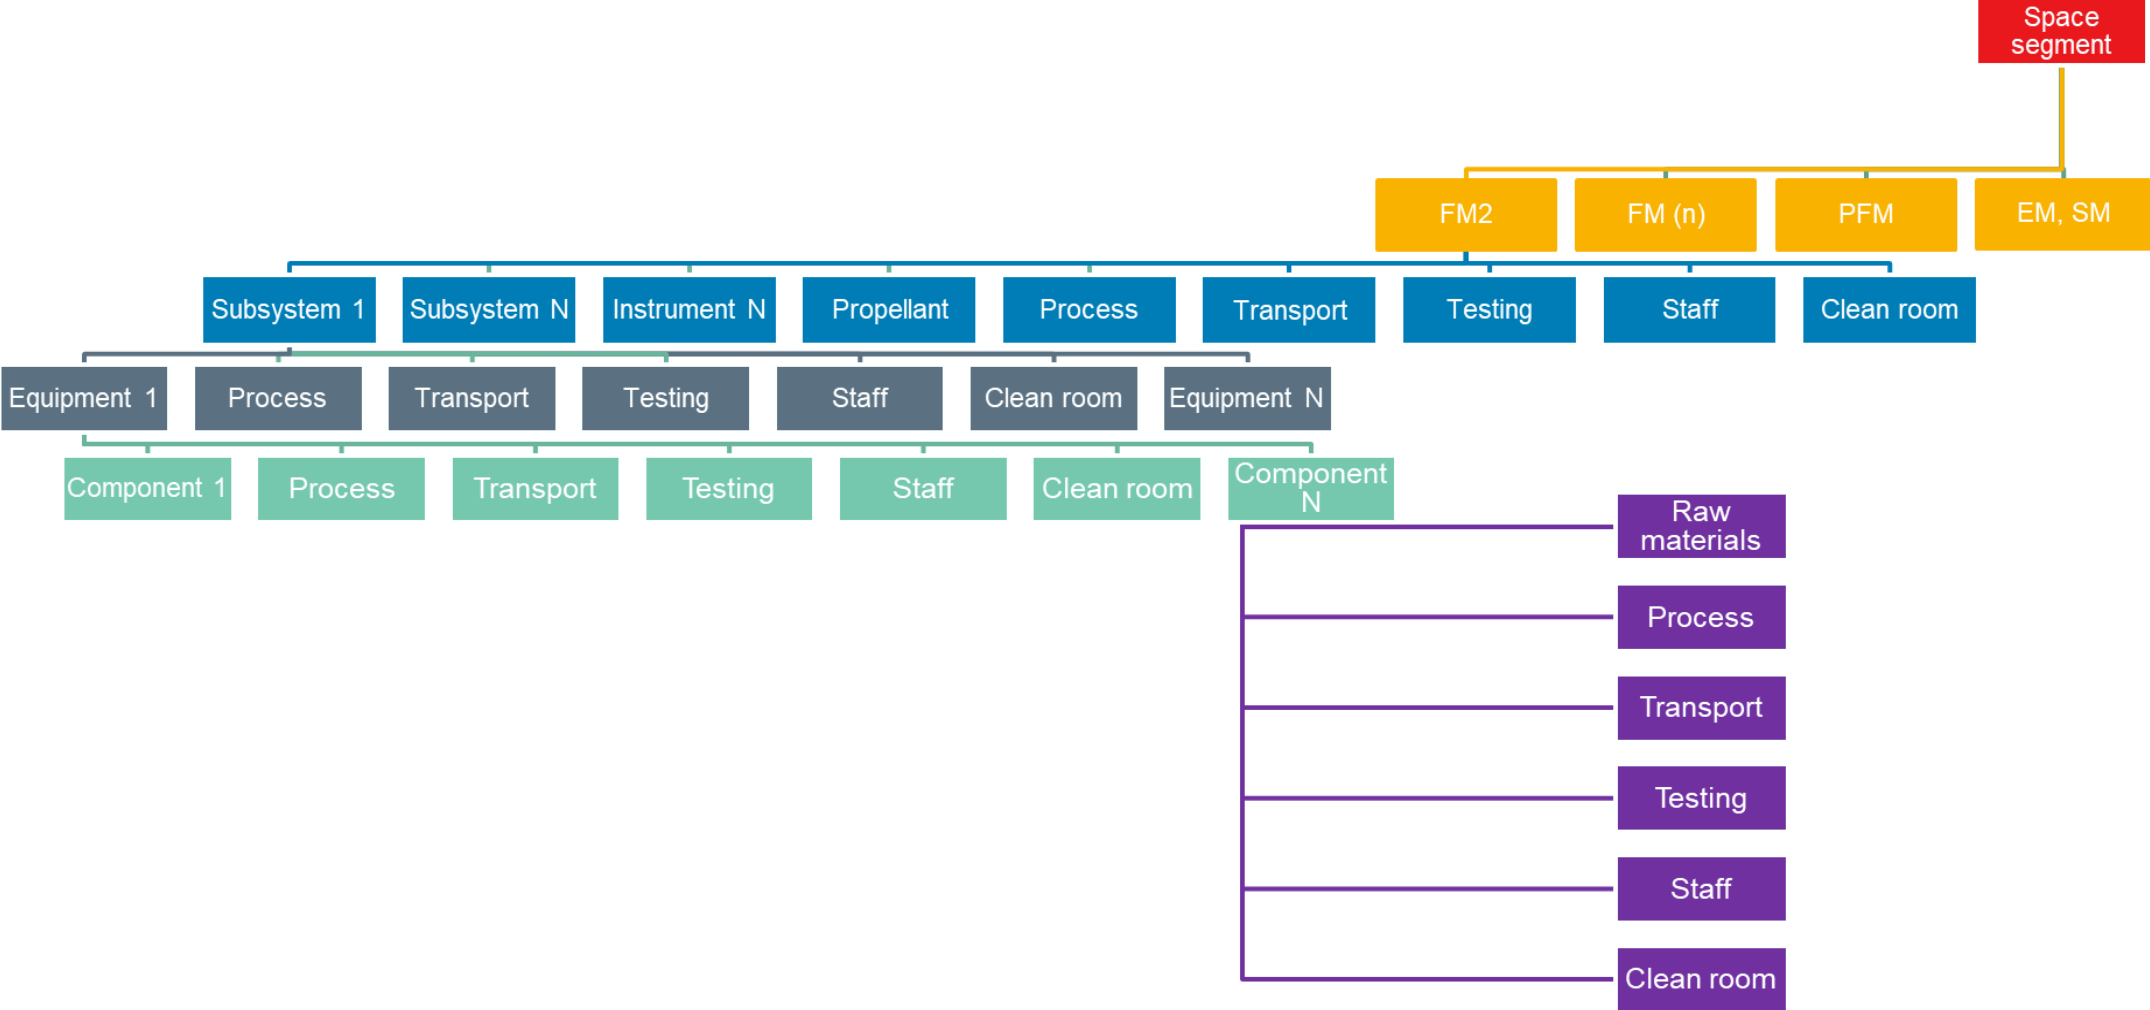 Space
segment
FM2
FM (n)
PFM
EM, SM
Subsystem 1
Subsystem N
Instrument N
Propellant
Process
Transport
Testing
Staff
Clean room
Equipment 1
Process
Transport
Testing
Staff
Clean room
Equipment N
Component 1
Process
Transport
Testing
Staff
Clean room
Component
N
Raw
materials
Process
Transport
Testing
Staff
Clean room